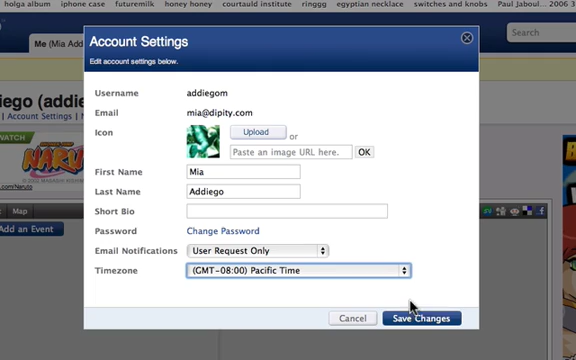 holga album iphone case futuremilk honey honey courtauld institute ringgg egyptian necklace switches and knobs Paul Jaboul... 2006 3
Search
Me (Mia Add
Account Settings
Edit account settings below.
iego (addie
| Account Settings |
WATCH
NARU
.com/Naruto
Map
Add an Event
Username addiegom
Email mia@dipity.com
Icon Upload or
Paste an image URL here. OK
First Name Mia
Last Name Addiego
Short Bio
Password Change Password
Email Notifications User Request Only
Timezone (GMT-08:00) Pacific Time
Cancel Save Changes